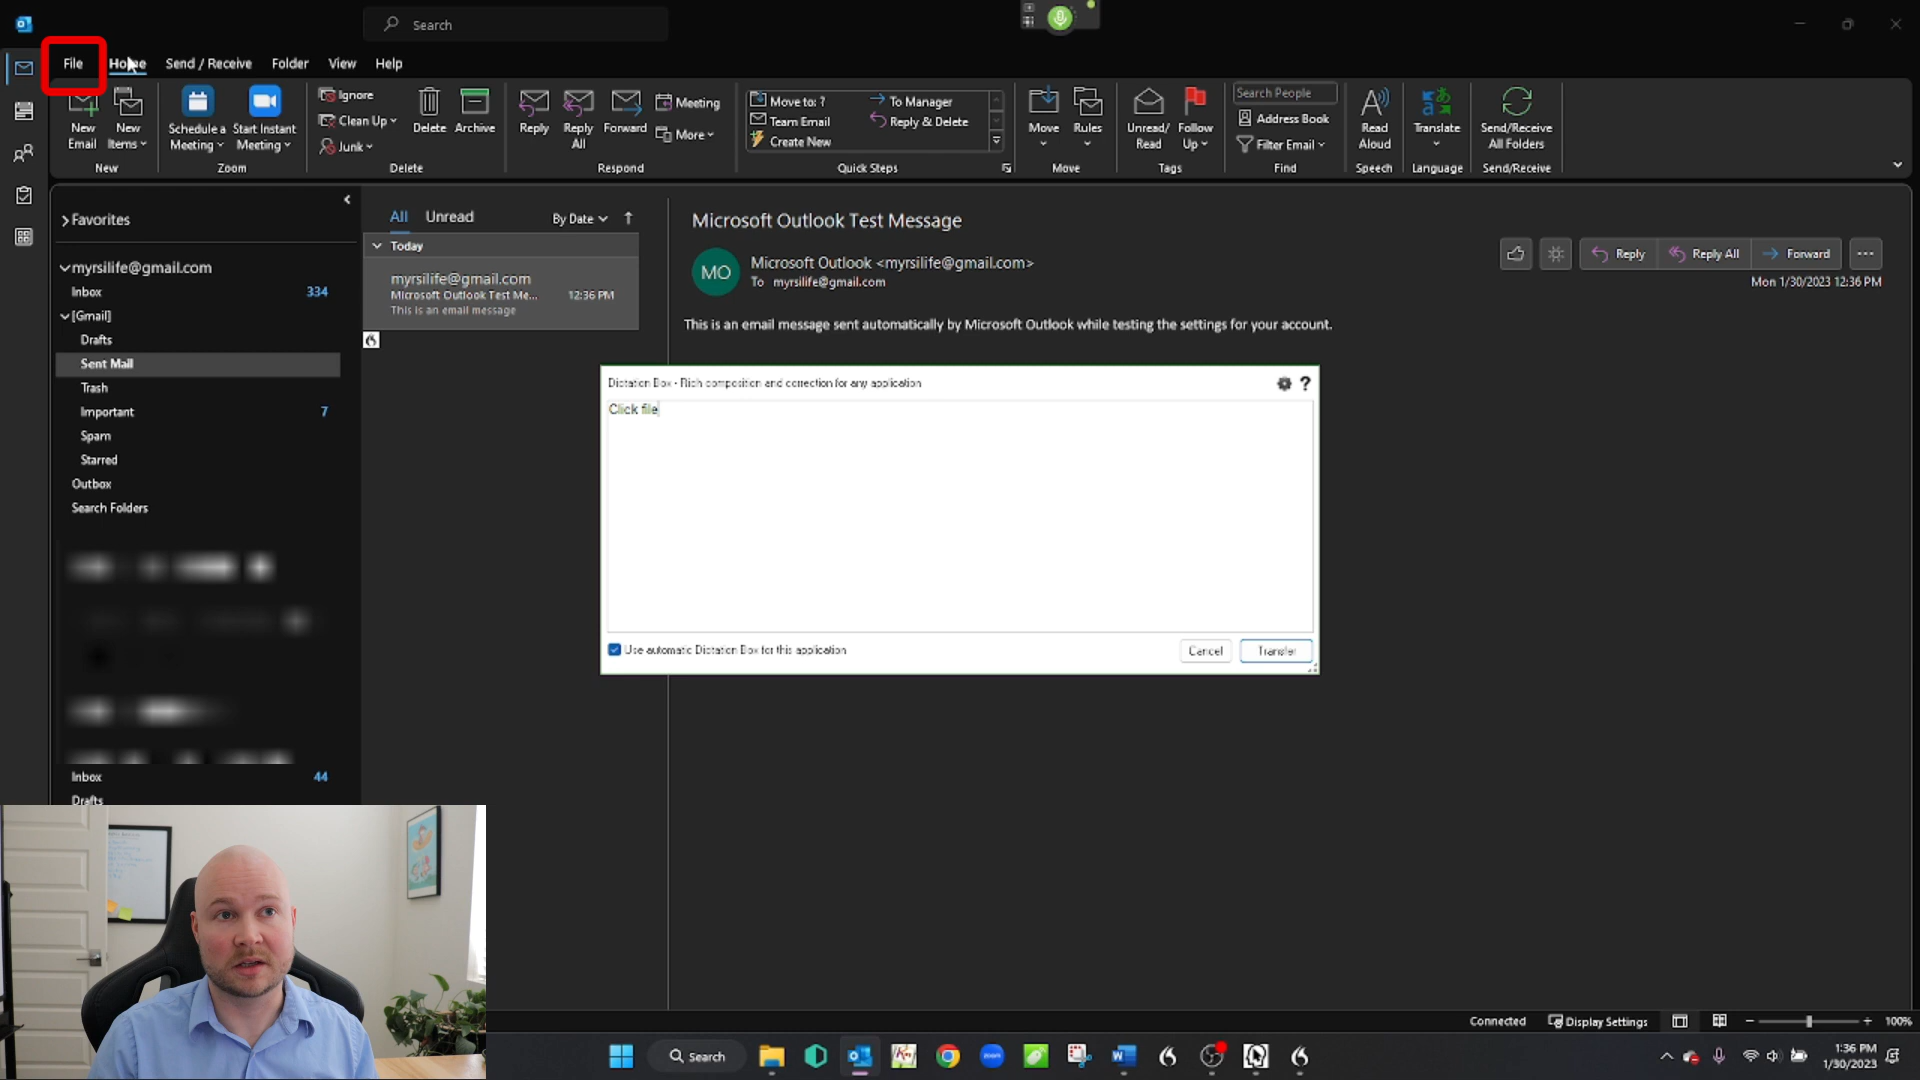 Search
File Home Send / Receive Folder View Help
New Email
New Items
New
Schedule a Meeting
Start Instant Meeting
Zoom
Ignore
Clean Up
Junk
Delete
Archive
Delete
Reply
Reply All
Forward
Meeting
More
Respond
Move to: ?
Team Email
Create New
To Manager
Reply & Delete
Quick Steps
Move
Rules
Move
Unread/ Read
Follow Up
Tags
Search People
Address Book
Filter Email
Find
Read Aloud
Speech
Translate
Language
Send/Receive All Folders
Send/Receive
Favorites
myrsilife@gmail.com
Inbox 334
[Gmail]
Drafts
Sent Mail
Trash
Important 7
Spam
Starred
Outbox
Search Folders
Inbox 44
Drafts
All Unread By Date
Today
myrsilife@gmail.com
Microsoft Outlook Test Me... 12:36 PM
This is an email message
Microsoft Outlook Test Message
MO
Microsoft Outlook <myrsilife@gmail.com>
To myrsilife@gmail.com
Reply Reply All Forward
Mon 1/30/2023 12:36 PM
This is an email message sent automatically by Microsoft Outlook while testing the settings for your account.
Dictation Box - Rich composition and correction for any application
Click file
Use automatic Dictation Box for this application
Cancel Transfer
Connected Display Settings 100%
Search
zoom
1:36 PM
1/30/2023